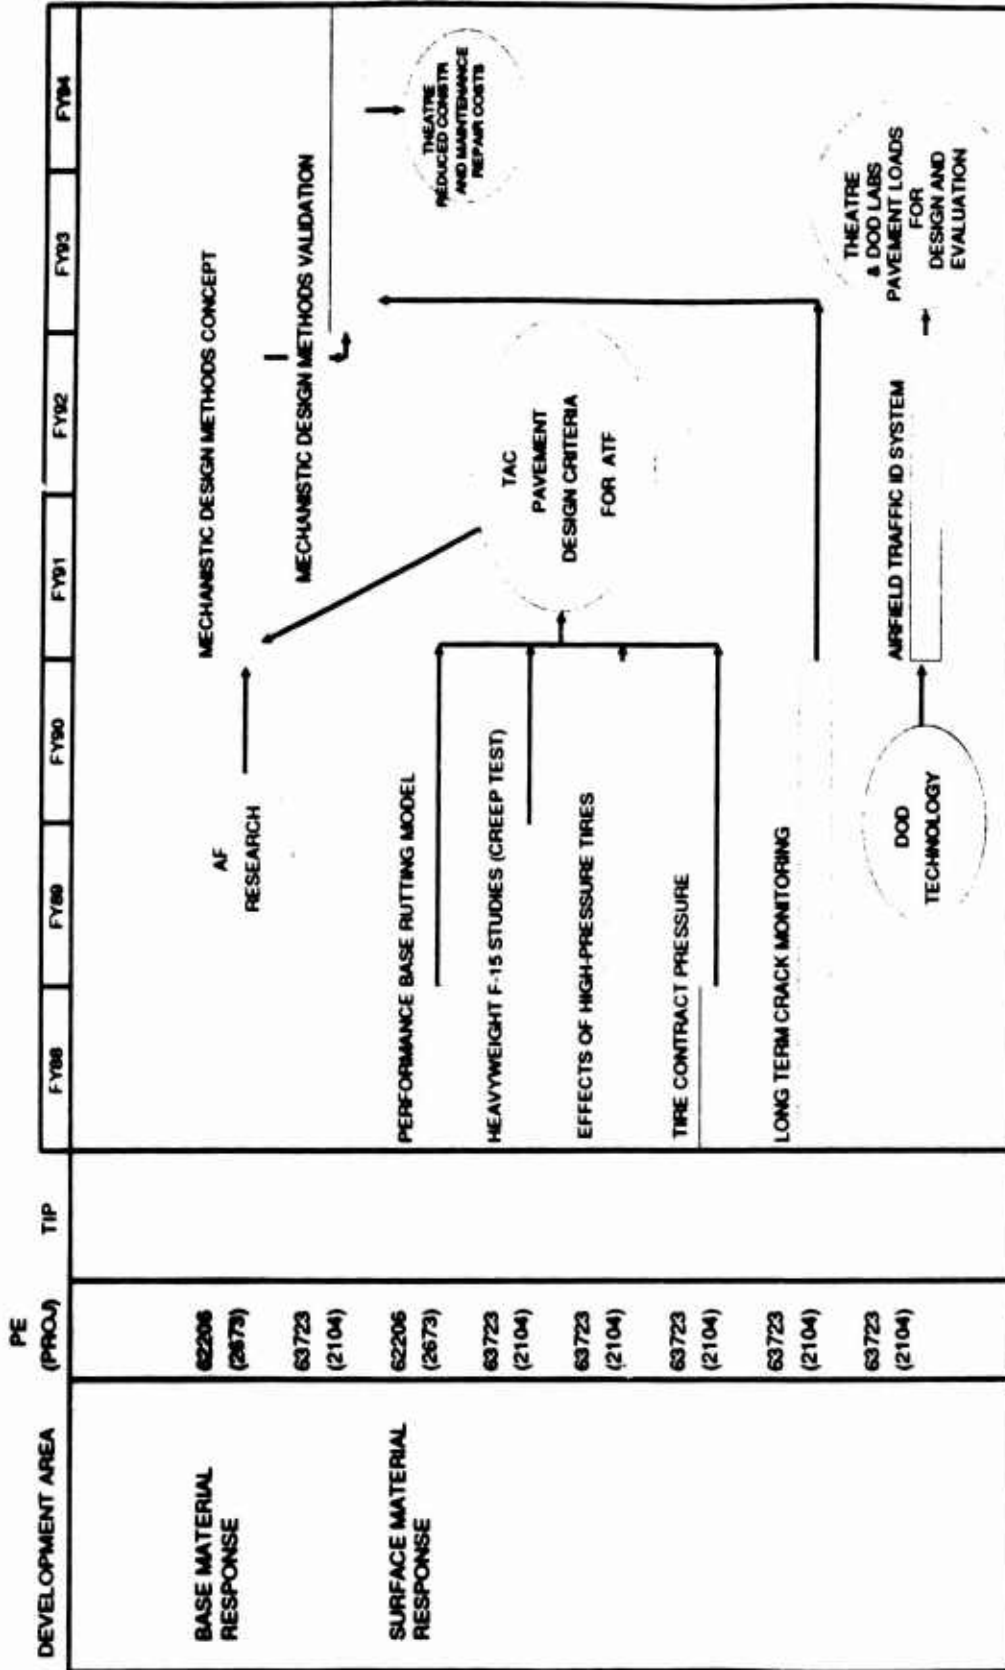 DEVELOPMENT AREA
PE
(PROJ)
TIP
FY88
FY89
FY90
FY91
FY92
FY93
FY94
BASE MATERIAL
RESPONSE
62206
(2673)
AF
RESEARCH
MECHANISTIC DESIGN METHODS CONCEPT
63723
(2104)
MECHANISTIC DESIGN METHODS VALIDATION
SURFACE MATERIAL
RESPONSE
62206
(2673)
PERFORMANCE BASE RUTTING MODEL
THEATRE
REDUCED CONSTR
AND MAINTENANCE
REPAIR COSTS
63723
(2104)
HEAVYWEIGHT F-15 STUDIES (CREEP TEST)
TAC
PAVEMENT
DESIGN CRITERIA
FOR ATF
63723
(2104)
EFFECTS OF HIGH-PRESSURE TIRES
63723
(2104)
TIRE CONTRACT PRESSURE
63723
(2104)
LONG TERM CRACK MONITORING
63723
(2104)
DOD
TECHNOLOGY
AIRFIELD TRAFFIC ID SYSTEM
THEATRE
& DOD LABS
PAVEMENT LOADS
FOR
DESIGN AND
EVALUATION